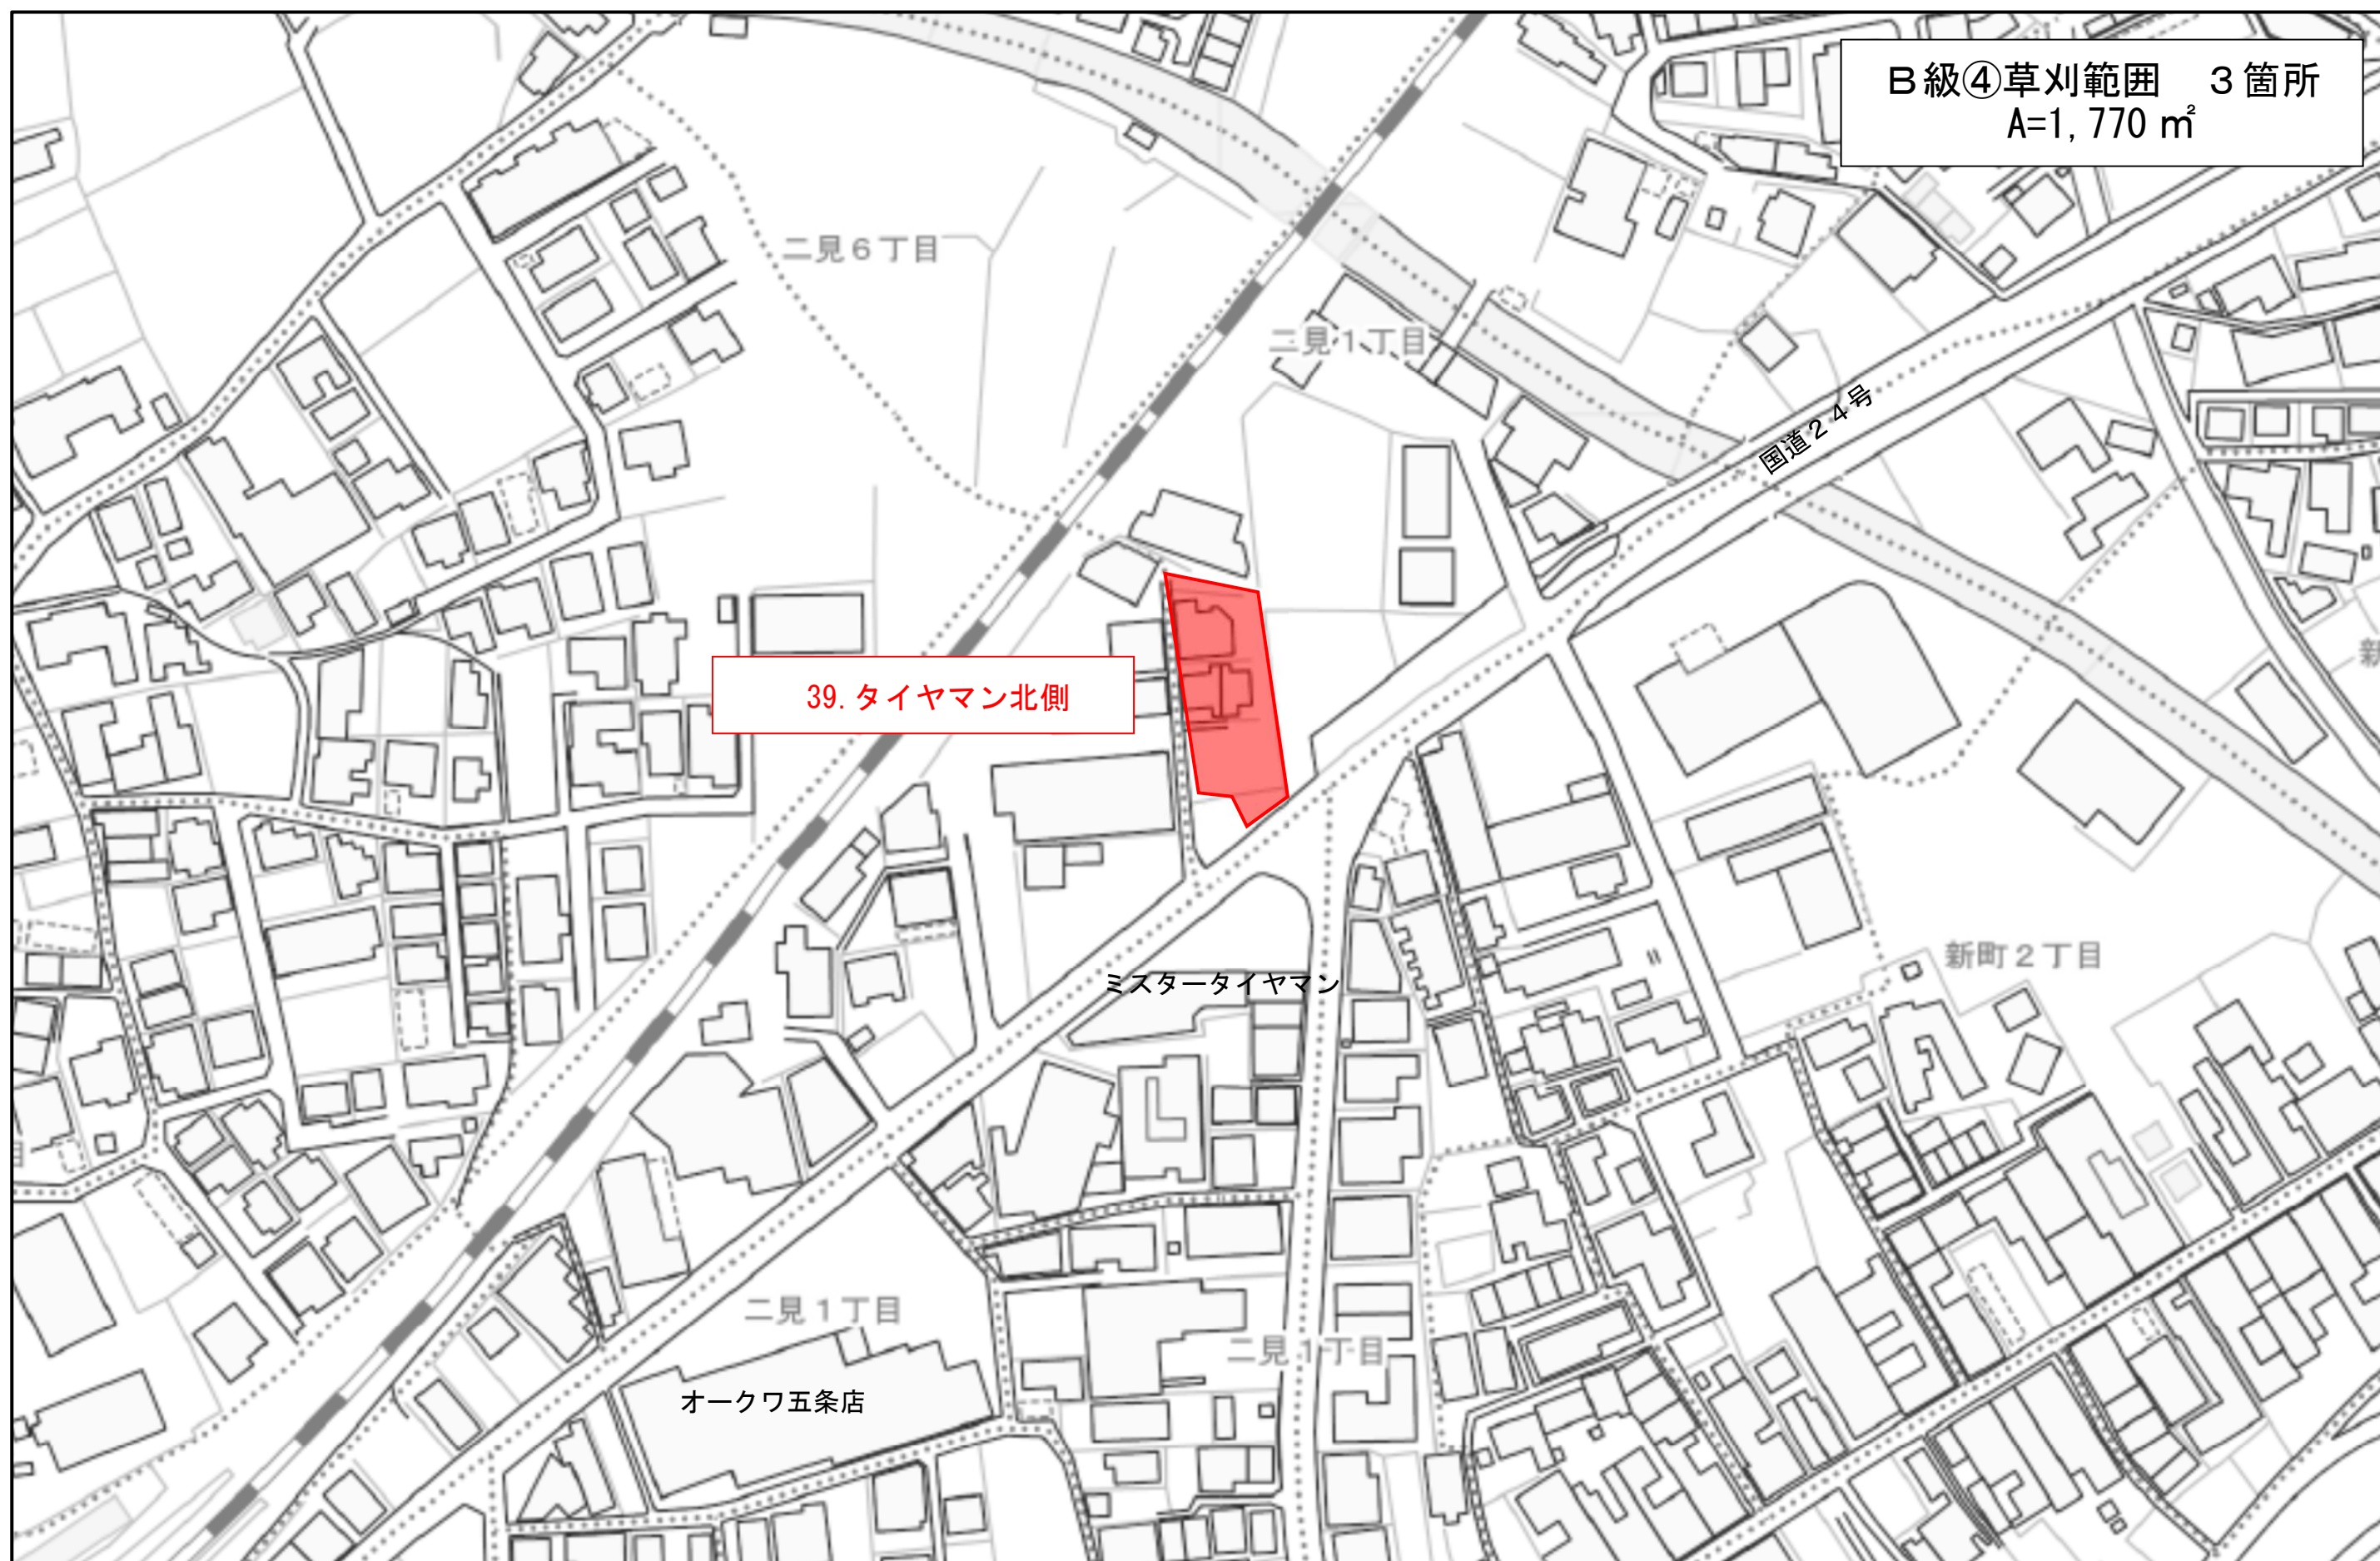 B級④草刈範囲　3箇所
A=1,770 ㎡
二見6丁目
二見1丁目
国道24号
新
39.タイヤマン北側
新町2丁目
ミスタータイヤマン
二見1丁目
二見1丁目
オークワ五条店